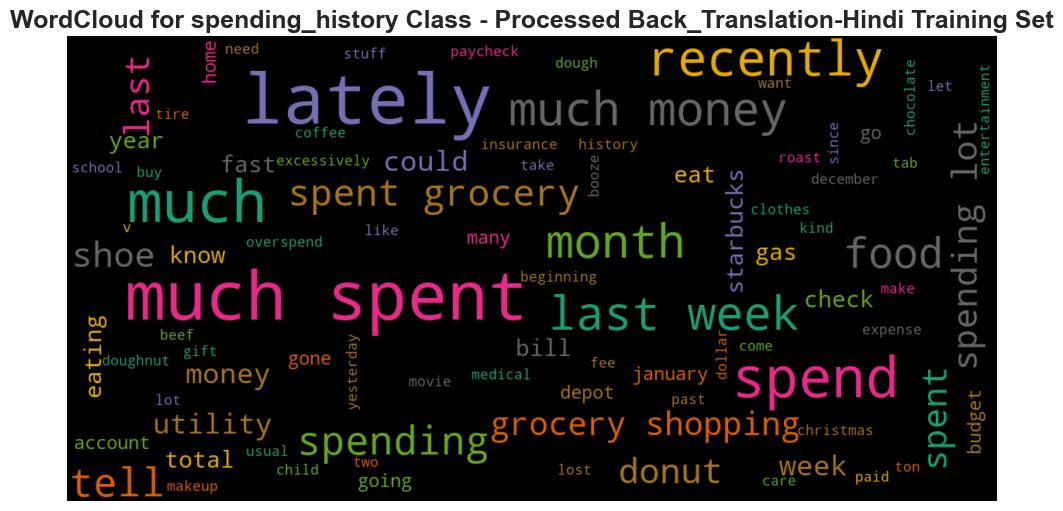 WordCloud for spending_history Class - Processed Back_Translation-Hindi Training Set
home
need
stuff
paycheck
dough
recently
last
lately
much money
want
chocolate
let
entertainment
tire
year
coffee
insurance
history
since
go
lot
school
buy
fast
excessively
could
take
booze
eat
roast
december
tab
much
spent grocery
starbucks
clothes
kind
v
like
many
month
shoe
know
overspend
gas
food
spending
much spent
beginning
last week
check
make
eating
beef
doughnut
gift
gone
yesterday
bill
fee
dollar
come
expense
money
movie
medical
january
spend
lot
depot
past
spent
budget
utility
spending
grocery shopping
christmas
account
total
usual
two
child
going
lost
donut
week
care
paid
ton
tell
makeup